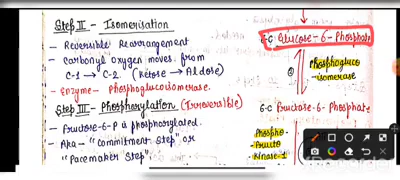 Step II - Isomerisation
- Reversible Rearrangement
- Carbonyl oxygen moves from
C-1 → C-2 (Ketose → Aldose)
- Enzyme - Phosphoglucoisomerase.
Step III - Phosphorylation (Irreversible)
- Fructose-6-P is phosphorylated.
- Aka - "Commitment Step" or
"Pacemaker Step".
6-C Glucose-6-Phosphate
Phosphogluco
-isomerase
6-C Fructose-6-Phosphate
Phospho-
Fructo
Kinase-1